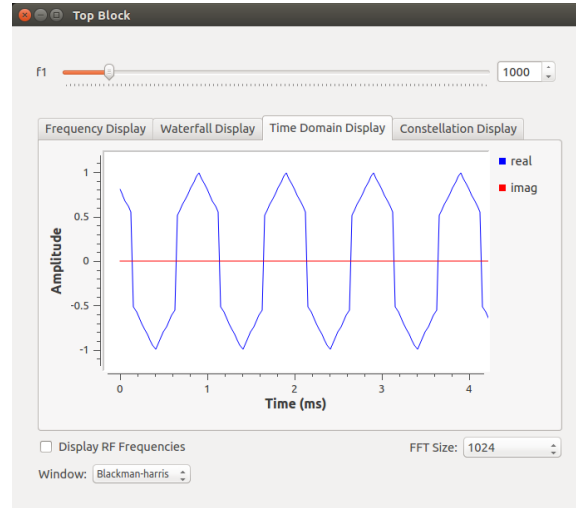 Top Block
f1 1000
Frequency Display Waterfall Display Time Domain Display Constellation Display
real
imag
Amplitude
1
0.5
0
-0.5
-1
0 1 2 3 4
Time (ms)
Display RF Frequencies FFT Size: 1024
Window: Blackman-harris